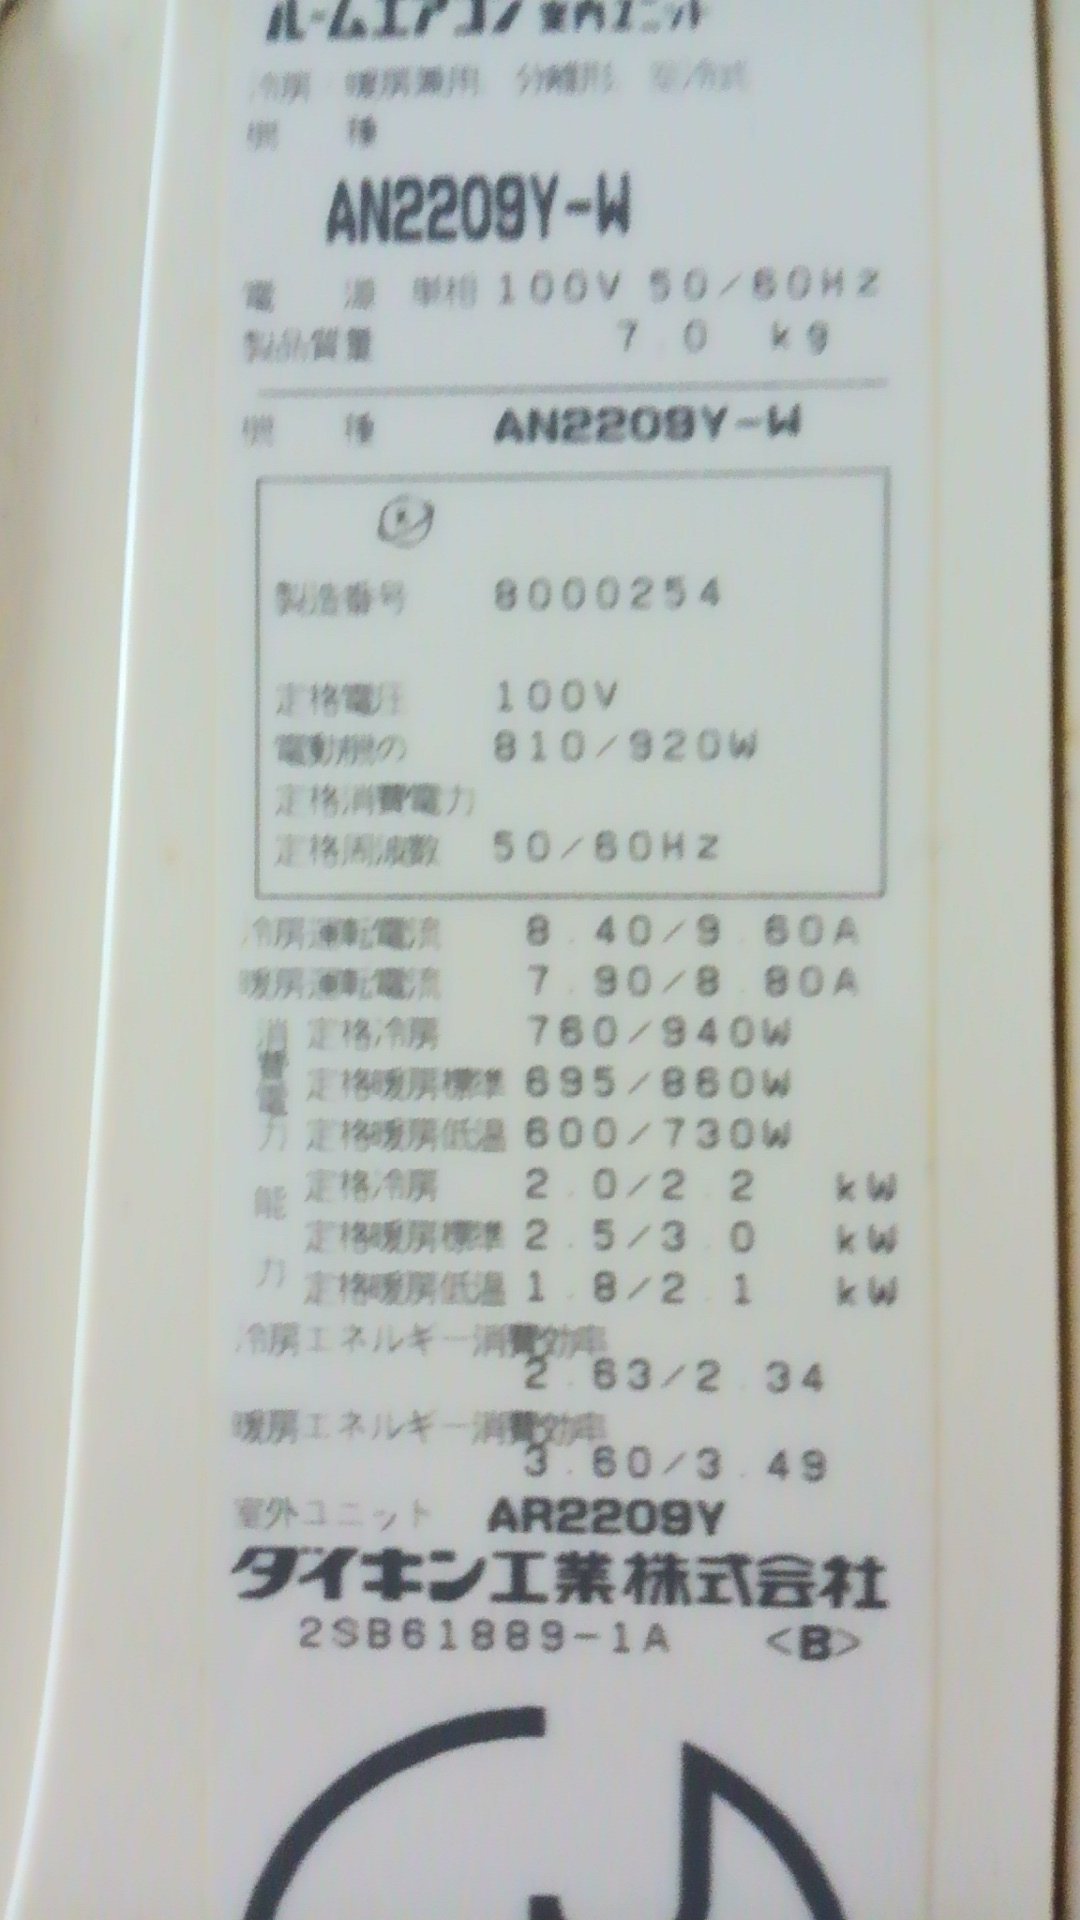 ルームエアコン 室内ユニット
冷房・暖房兼用 分離形 空冷式
機 種
AN2209Y-W
電 源 単相 100V 50/60Hz
製品質量 7.0 kg
機 種 AN2209Y-W
製造番号 8000254
定格電圧 100V
電動機の 810/920W
定格消費電力
定格周波数 50/60Hz
冷房運転電流 8.40/9.60A
暖房運転電流 7.90/8.80A
消費電力 定格冷房 760/940W
定格暖房標準 695/860W
定格暖房低温 600/730W
能力 定格冷房 2.0/2.2 kW
定格暖房標準 2.5/3.0 kW
定格暖房低温 1.8/2.1 kW
冷房エネルギー消費効率
2.63/2.34
暖房エネルギー消費効率
3.60/3.49
室外ユニット AR2209Y
ダイキン工業株式会社
2SB61889-1A <B>